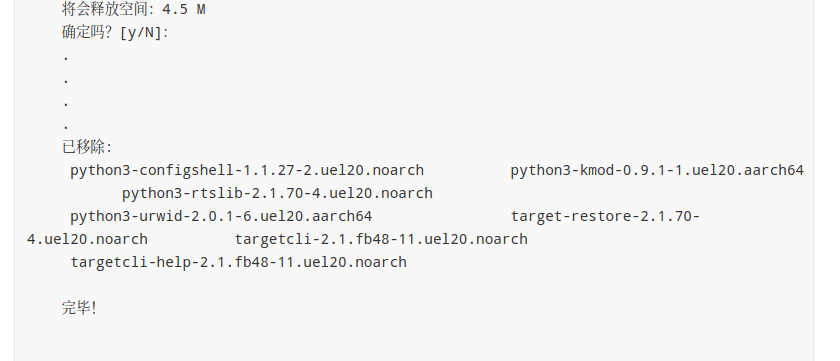 将会释放空间：4.5 M
确定吗？[y/N]：
.
.
.
.
已移除:
python3-configshell-1.1.27-2.uel20.noarch python3-kmod-0.9.1-1.uel20.aarch64
python3-rtslib-2.1.70-4.uel20.noarch
python3-urwid-2.0.1-6.uel20.aarch64 target-restore-2.1.70-
4.uel20.noarch targetcli-2.1.fb48-11.uel20.noarch
targetcli-help-2.1.fb48-11.uel20.noarch
完毕！